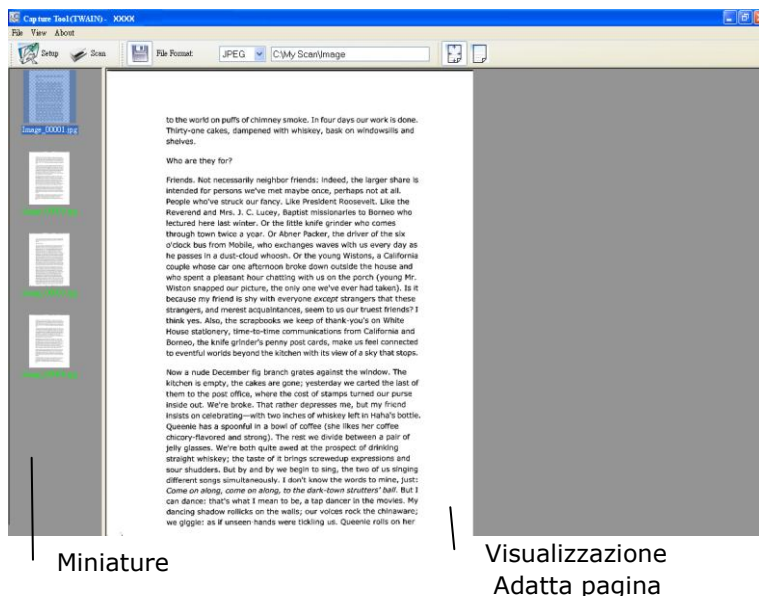 Capture Tool (TWAIN) - XXXX
File View About
Setup Scan File Format: JPEG C:\My Scan\Image
Image_00001.jpg
to the world on puffs of chimney smoke. In four days our work is done.
Thirty-one cakes, dampened with whiskey, bask on windowsills and
shelves.
Who are they for?
Friends. Not necessarily neighbor friends: indeed, the larger share is
intended for persons we've met maybe once, perhaps not at all.
People who've struck our fancy. Like President Roosevelt. Like the
Reverend and Mrs. J. C. Lucey, Baptist missionaries to Borneo who
lectured here last winter. Or the little knife grinder who comes
through town twice a year. Or Abner Packer, the driver of the six
o'clock bus from Mobile, who exchanges waves with us every day as
he passes in a dust-cloud whoosh. Or the young Wistons, a California
couple whose car one afternoon broke down outside the house and
who spent a pleasant hour chatting with us on the porch (young Mr.
Wiston snapped our picture, the only one we've ever had taken). Is it
because my friend is shy with everyone except strangers that these
strangers, and merest acquaintances, seem to us our truest friends? I
think yes. Also, the scrapbooks we keep of thank-you's on White
House stationery, time-to-time communications from California and
Borneo, the knife grinder's penny post cards, make us feel connected
to eventful worlds beyond the kitchen with its view of a sky that stops.
Now a nude December fig branch grates against the window. The
kitchen is empty, the cakes are gone; yesterday we carted the last of
them to the post office, where the cost of stamps turned our purse
inside out. We're broke. That rather depresses me, but my friend
insists on celebrating—with two inches of whiskey left in Haha's bottle.
Queenie has a spoonful in a bowl of coffee (she likes her coffee
chicory-flavored and strong). The rest we divide between a pair of
jelly glasses. We're both quite awed at the prospect of drinking
straight whiskey; the taste of it brings screwedup expressions and
sour shudders. But by and by we begin to sing, the two of us singing
different songs simultaneously. I don't know the words to mine, just:
Come on along, come on along, to the dark-town strutters' ball. But I
can dance: that's what I mean to be, a tap dancer in the movies. My
dancing shadow rollicks on the walls; our voices rock the chinaware;
we giggle: as if unseen hands were tickling us. Queenie rolls on her
Miniature
Visualizzazione
Adatta pagina